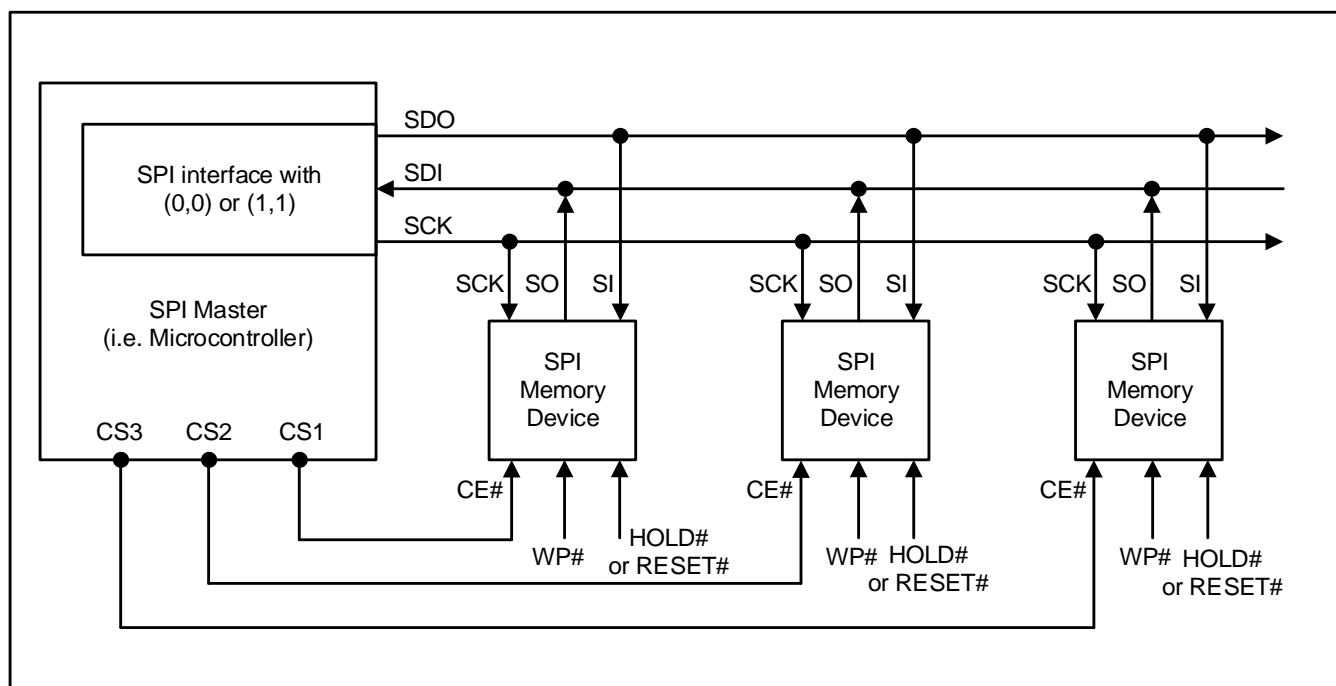 SDO
SPI interface with
(0,0) or (1,1)
SDI
SCK
SPI Master
(i.e. Microcontroller)
SCK SO SI
SCK SO SI
SCK SO SI
SPI
Memory
Device
SPI
Memory
Device
SPI
Memory
Device
CS3 CS2 CS1
CE#
WP#
HOLD#
or RESET#
CE#
WP#
HOLD#
or RESET#
CE#
WP#
HOLD#
or RESET#